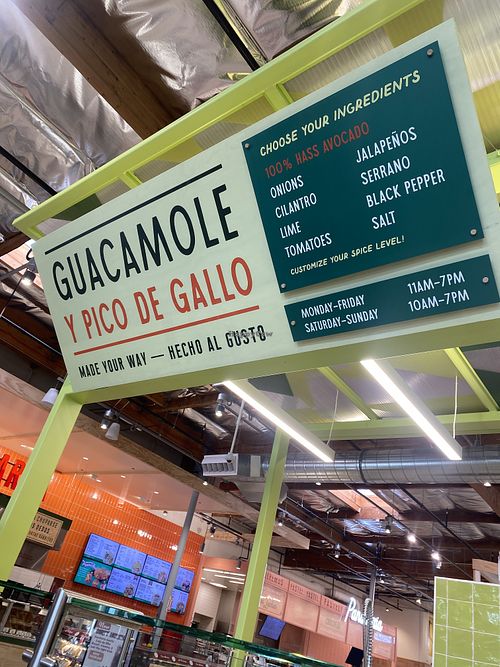 GUACAMOLE
Y PICO DE GALLO
MADE YOUR WAY — HECHO AL GUSTO
CHOOSE YOUR INGREDIENTS
100% HASS AVOCADO
ONIONS
CILANTRO
LIME
TOMATOES
JALAPEÑOS
SERRANO
BLACK PEPPER
SALT
CUSTOMIZE YOUR SPICE LEVEL!
MONDAY–FRIDAY 11AM–7PM
SATURDAY–SUNDAY 10AM–7PM